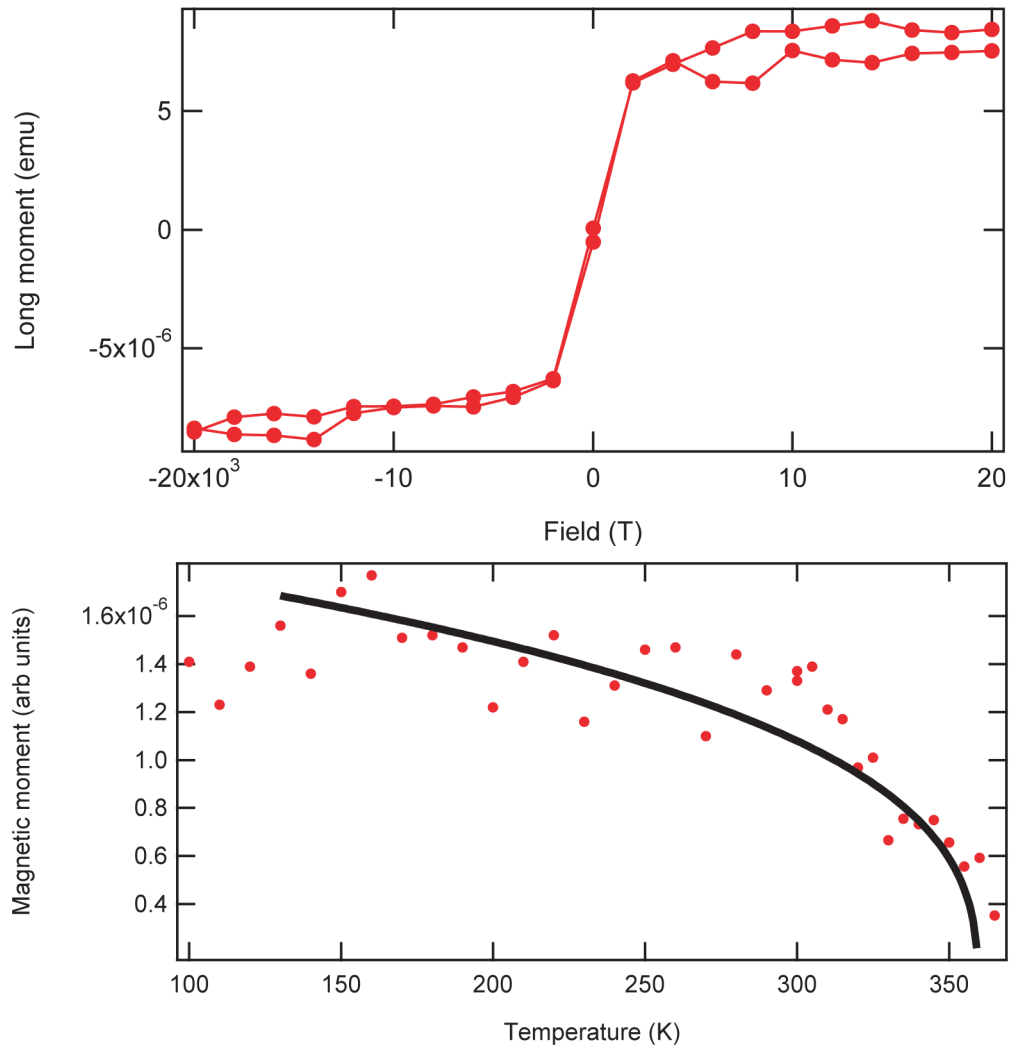 5
0
-5x10⁻⁶
Long moment (emu)
-20x10³ -10 0 10 20
Field (T)
1.6x10⁻⁶
1.4
1.2
1.0
0.8
0.6
0.4
Magnetic moment (arb units)
100 150 200 250 300 350
Temperature (K)